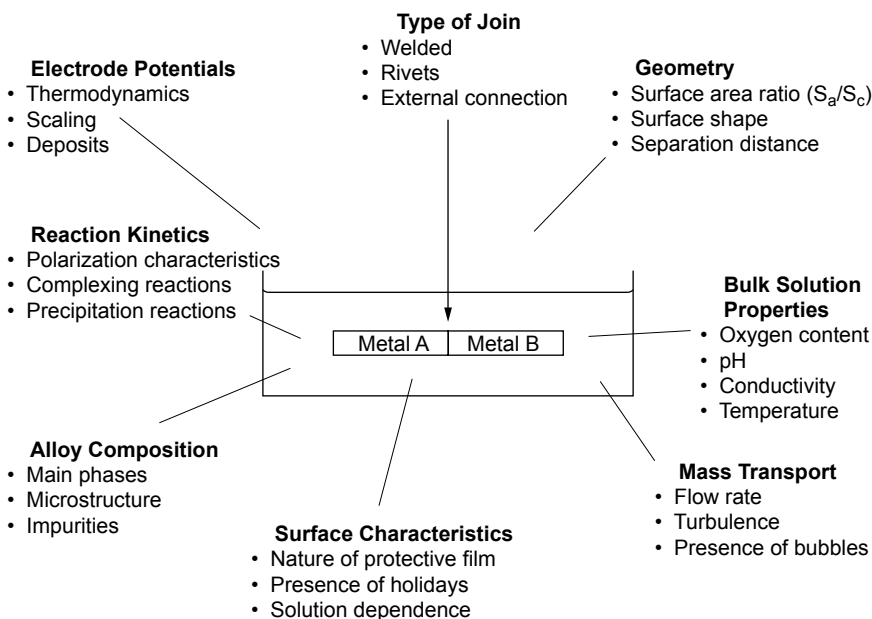 Type of Join
• Welded
• Rivets
• External connection
Electrode Potentials
• Thermodynamics
• Scaling
• Deposits
Geometry
• Surface area ratio (Sa/Sc)
• Surface shape
• Separation distance
Reaction Kinetics
• Polarization characteristics
• Complexing reactions
• Precipitation reactions
Metal A
Metal B
Bulk Solution
Properties
• Oxygen content
• pH
• Conductivity
• Temperature
Alloy Composition
• Main phases
• Microstructure
• Impurities
Surface Characteristics
• Nature of protective film
• Presence of holidays
• Solution dependence
Mass Transport
• Flow rate
• Turbulence
• Presence of bubbles